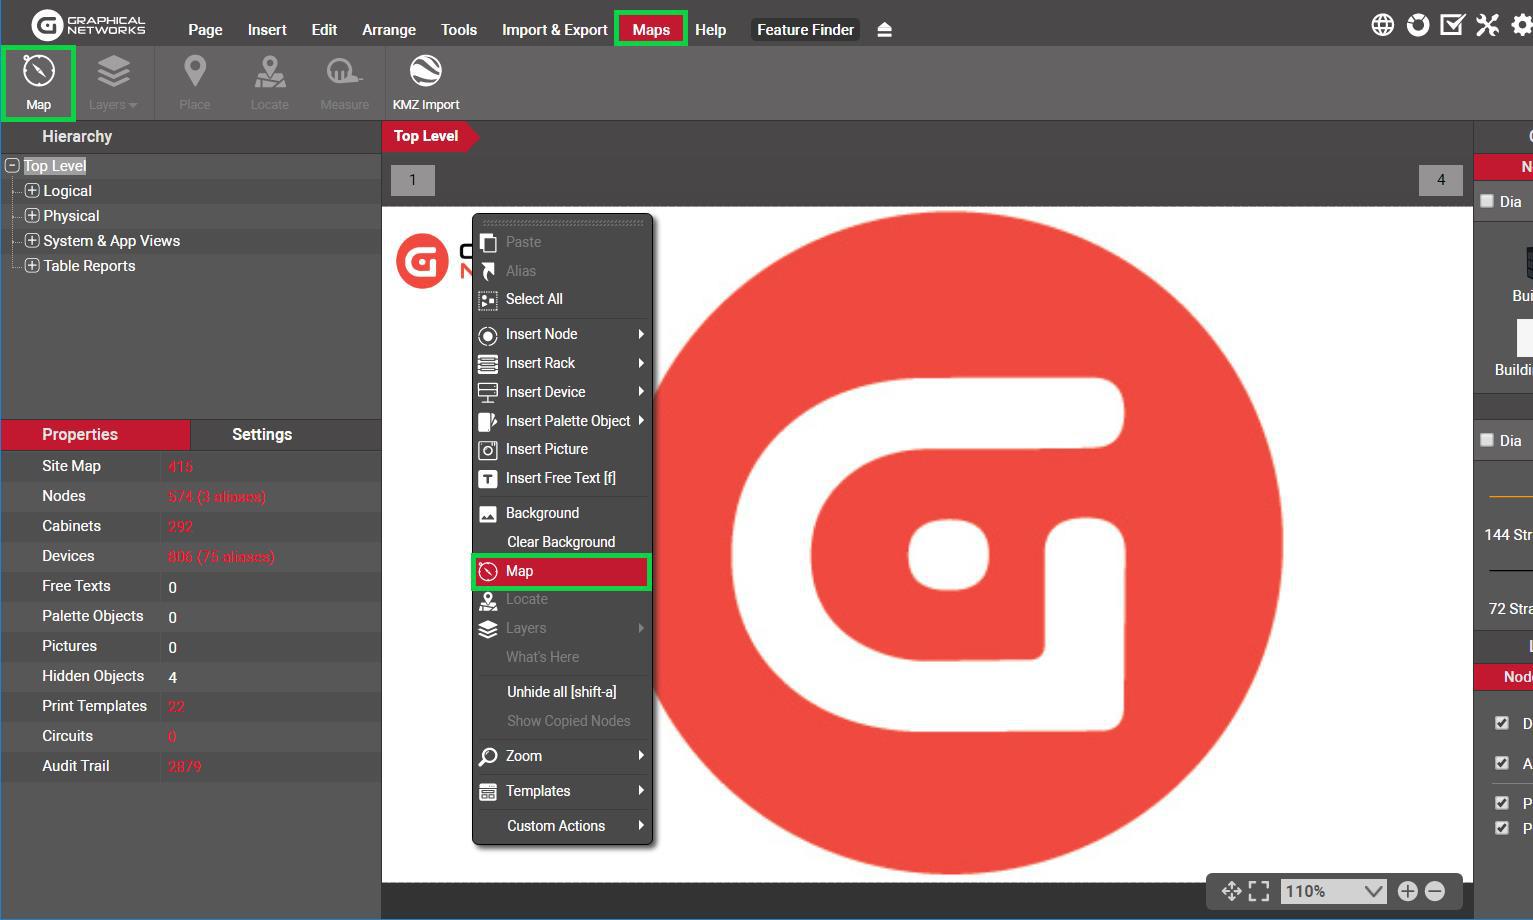 GRAPHICAL
NETWORKS
Page Insert Edit Arrange Tools Import & Export Maps Help Feature Finder
Map Layers Place Locate Measure KMZ Import
Hierarchy
Top Level
Logical
Physical
System & App Views
Table Reports
Top Level
1 4
Paste
Alias
Select All
Insert Node
Insert Rack
Insert Device
Insert Palette Object
Insert Picture
Insert Free Text [f]
Background
Clear Background
Map
Locate
Layers
What's Here
Unhide all [shift-a]
Show Copied Nodes
Zoom
Templates
Custom Actions
Properties Settings
Site Map 415
Nodes 574 (3 aliases)
Cabinets 292
Devices 806 (75 aliases)
Free Texts 0
Palette Objects 0
Pictures 0
Hidden Objects 4
Print Templates 22
Circuits 0
Audit Trail 2879
Dia
Bui
Buildin
Dia
144 Str
72 Stra
Node
D
A
P
P
110%